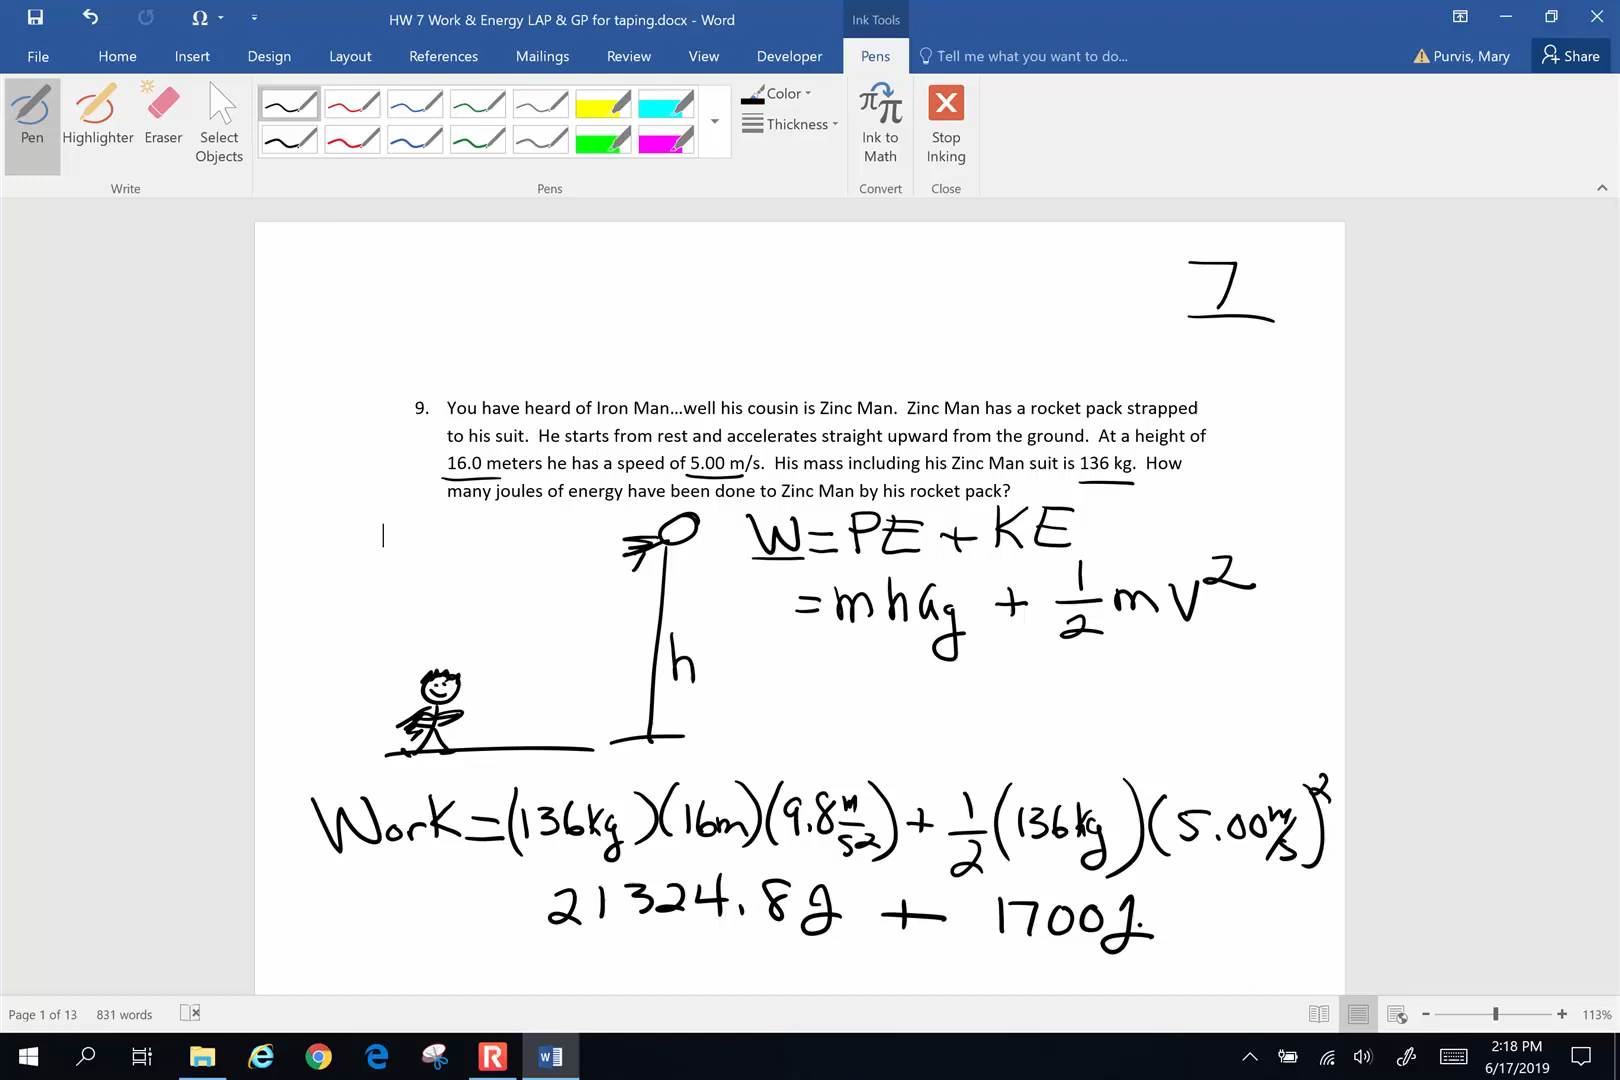 HW 7 Work & Energy LAP & GP for taping.docx - Word
Ink Tools
File Home Insert Design Layout References Mailings Review View Developer Pens Tell me what you want to do... Purvis, Mary Share
Pen Highlighter Eraser Select Objects
Color
Thickness
Ink to Math
Stop Inking
Write Pens Convert Close
7
9. You have heard of Iron Man...well his cousin is Zinc Man. Zinc Man has a rocket pack strapped
to his suit. He starts from rest and accelerates straight upward from the ground. At a height of
16.0 meters he has a speed of 5.00 m/s. His mass including his Zinc Man suit is 136 kg. How
many joules of energy have been done to Zinc Man by his rocket pack?
W = PE + KE
= m h ag + 1/2 m v²
h
Work = (136kg)(16m)(9.8 m/s2) + 1/2 (136kg)(5.00 m/s)²
21324.8 J + 1700 J
Page 1 of 13 831 words 113%
2:18 PM
6/17/2019